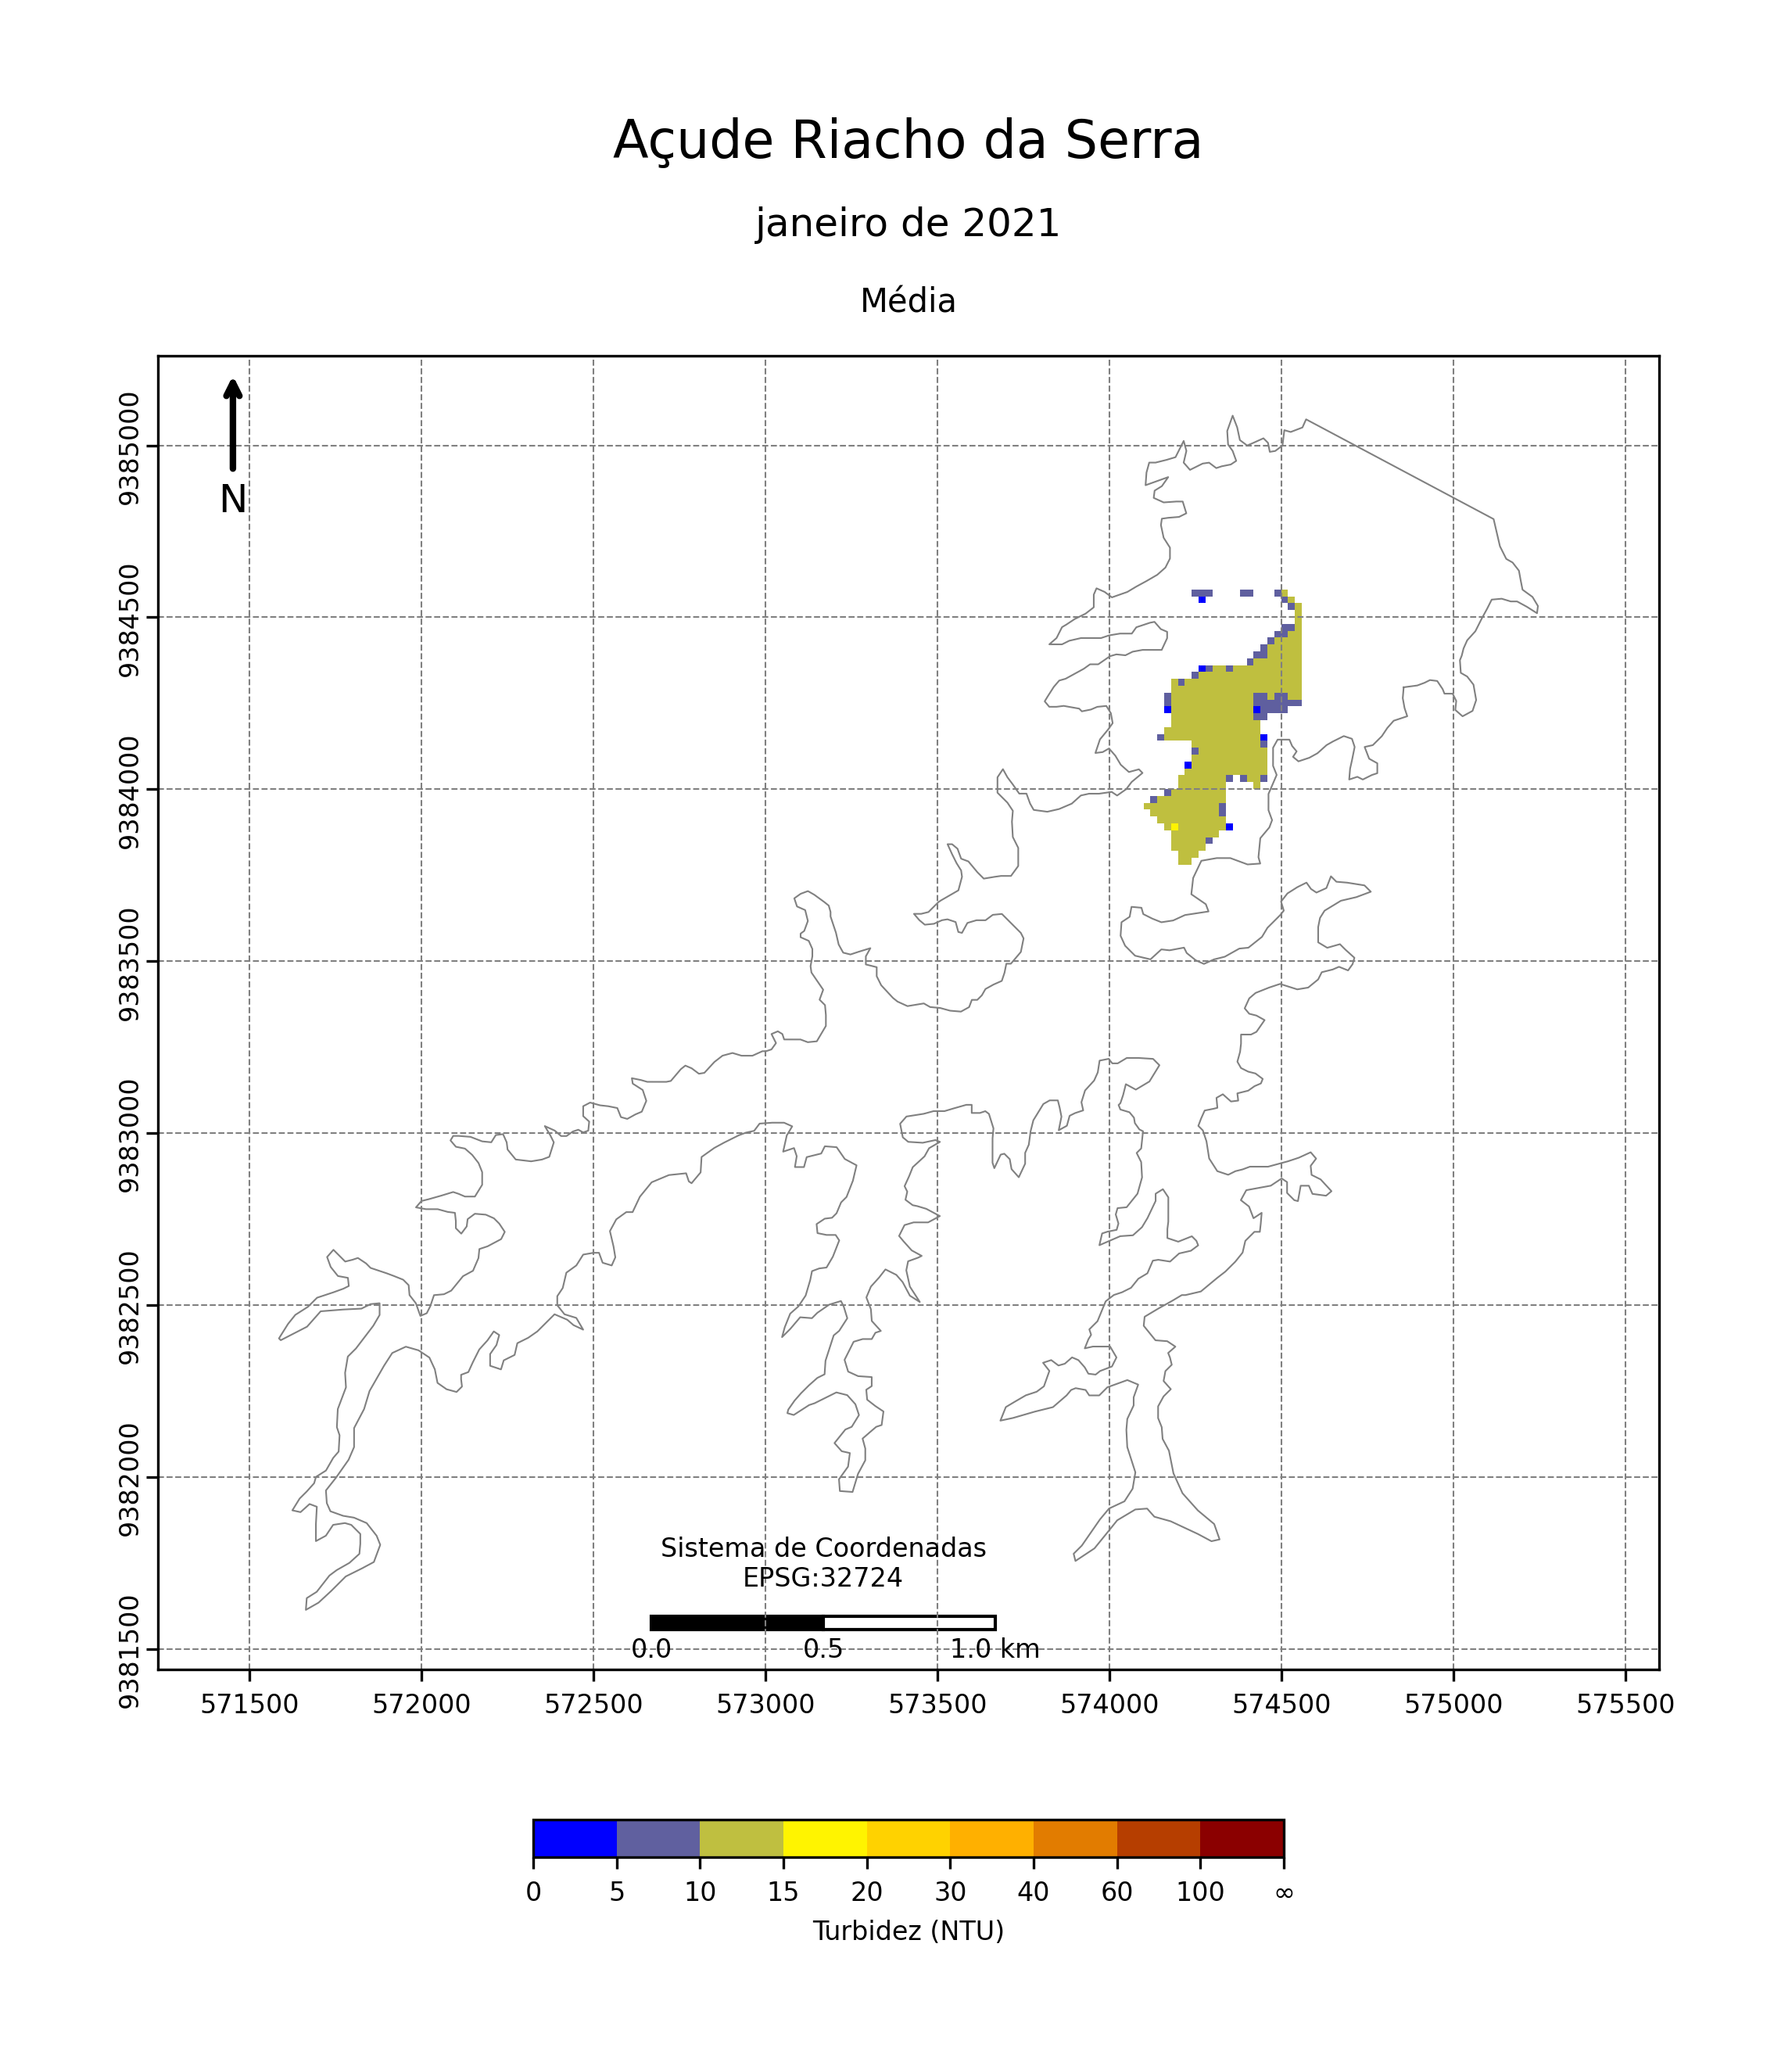 Açude Riacho da Serra
janeiro de 2021
Média
N
9385000
9384500
9384000
9383500
9383000
9382500
9382000
9381500
Sistema de Coordenadas
EPSG:32724
0.0 0.5 1.0 km
571500 572000 572500 573000 573500 574000 574500 575000 575500
0 5 10 15 20 30 40 60 100 ∞
Turbidez (NTU)